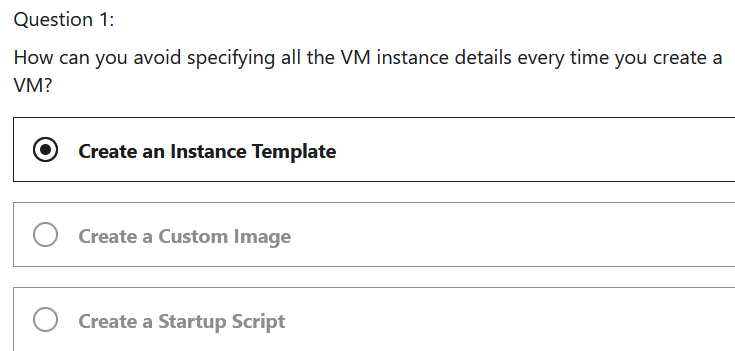 Question 1:
How can you avoid specifying all the VM instance details every time you create a
VM?
Create an Instance Template
Create a Custom Image
Create a Startup Script